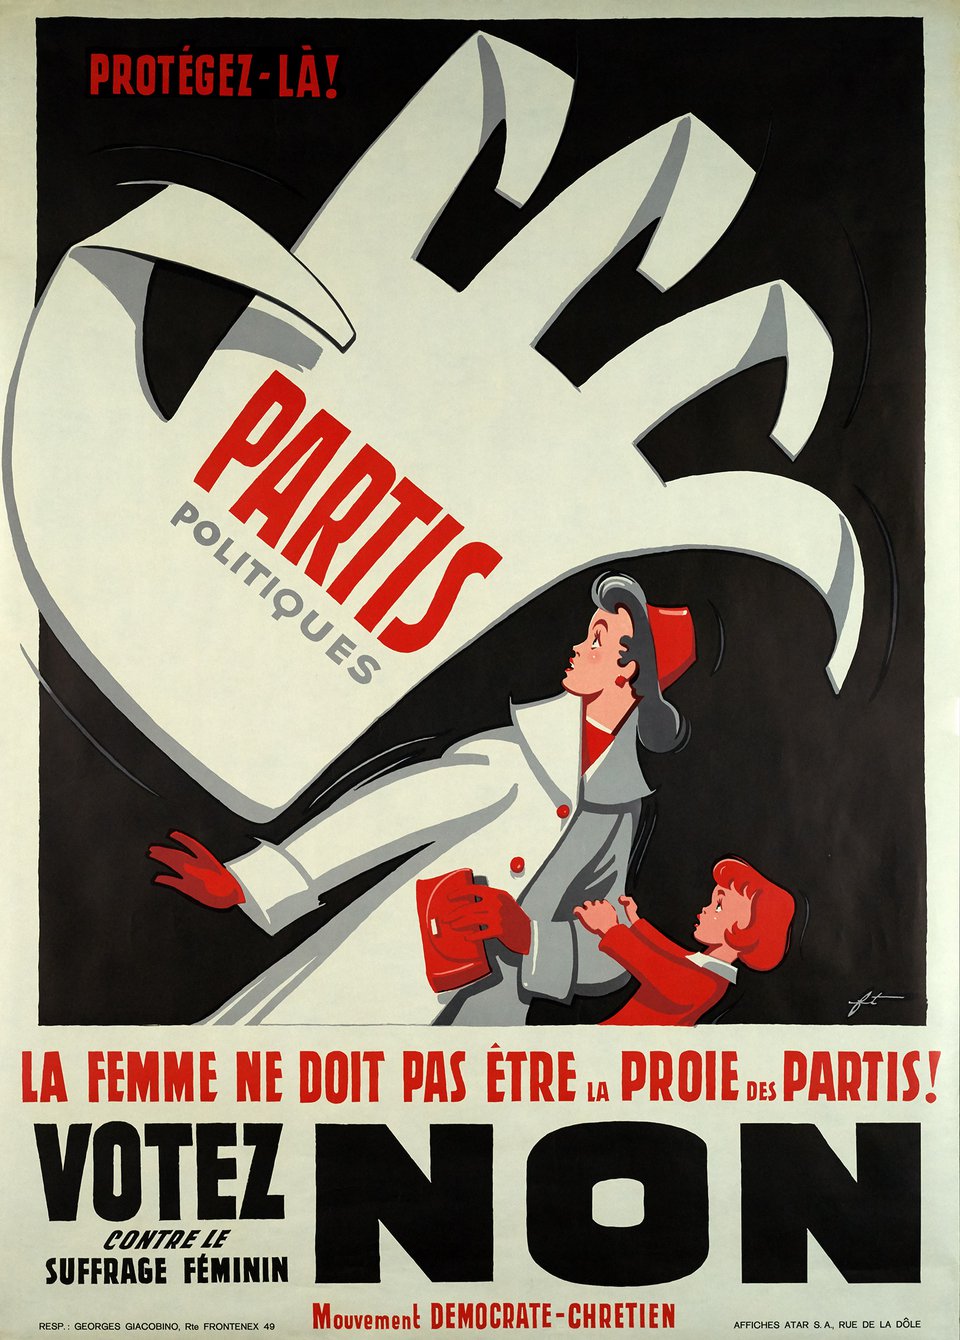 PROTÉGEZ-LÀ!
PARTIS
POLITIQUES
ft
LA FEMME NE DOIT PAS ÊTRE LA PROIE DES PARTIS!
VOTEZ NON
CONTRE LE
SUFFRAGE FÉMININ
Mouvement DEMOCRATE-CHRETIEN
RESP.: GEORGES GIACOBINO, Rte FRONTENEX 49
AFFICHES ATAR S.A., RUE DE LA DÔLE